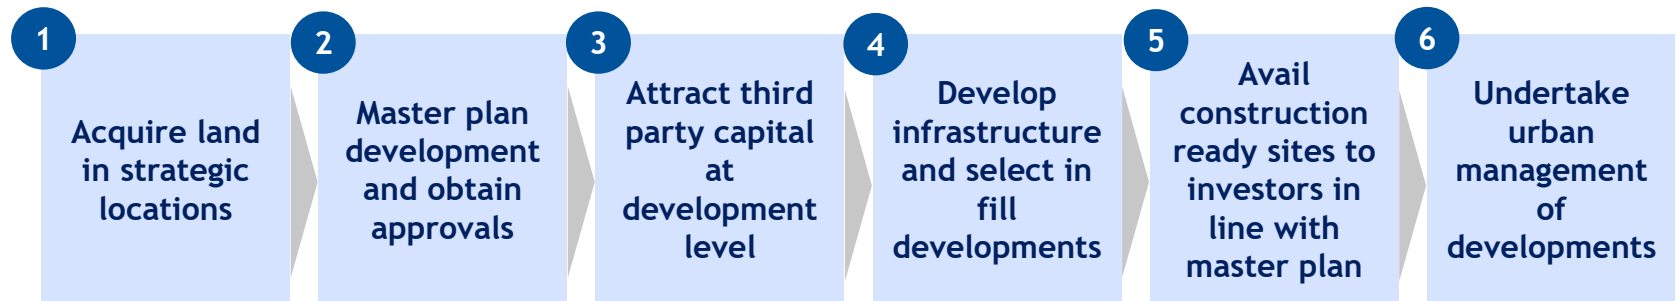 1
Acquire land
in strategic
locations
2
Master plan
development
and obtain
approvals
3
Attract third
party capital
at
development
level
4
Develop
infrastructure
and select in
fill
developments
5
Avail
construction
ready sites to
investors in
line with
master plan
6
Undertake
urban
management
of
developments